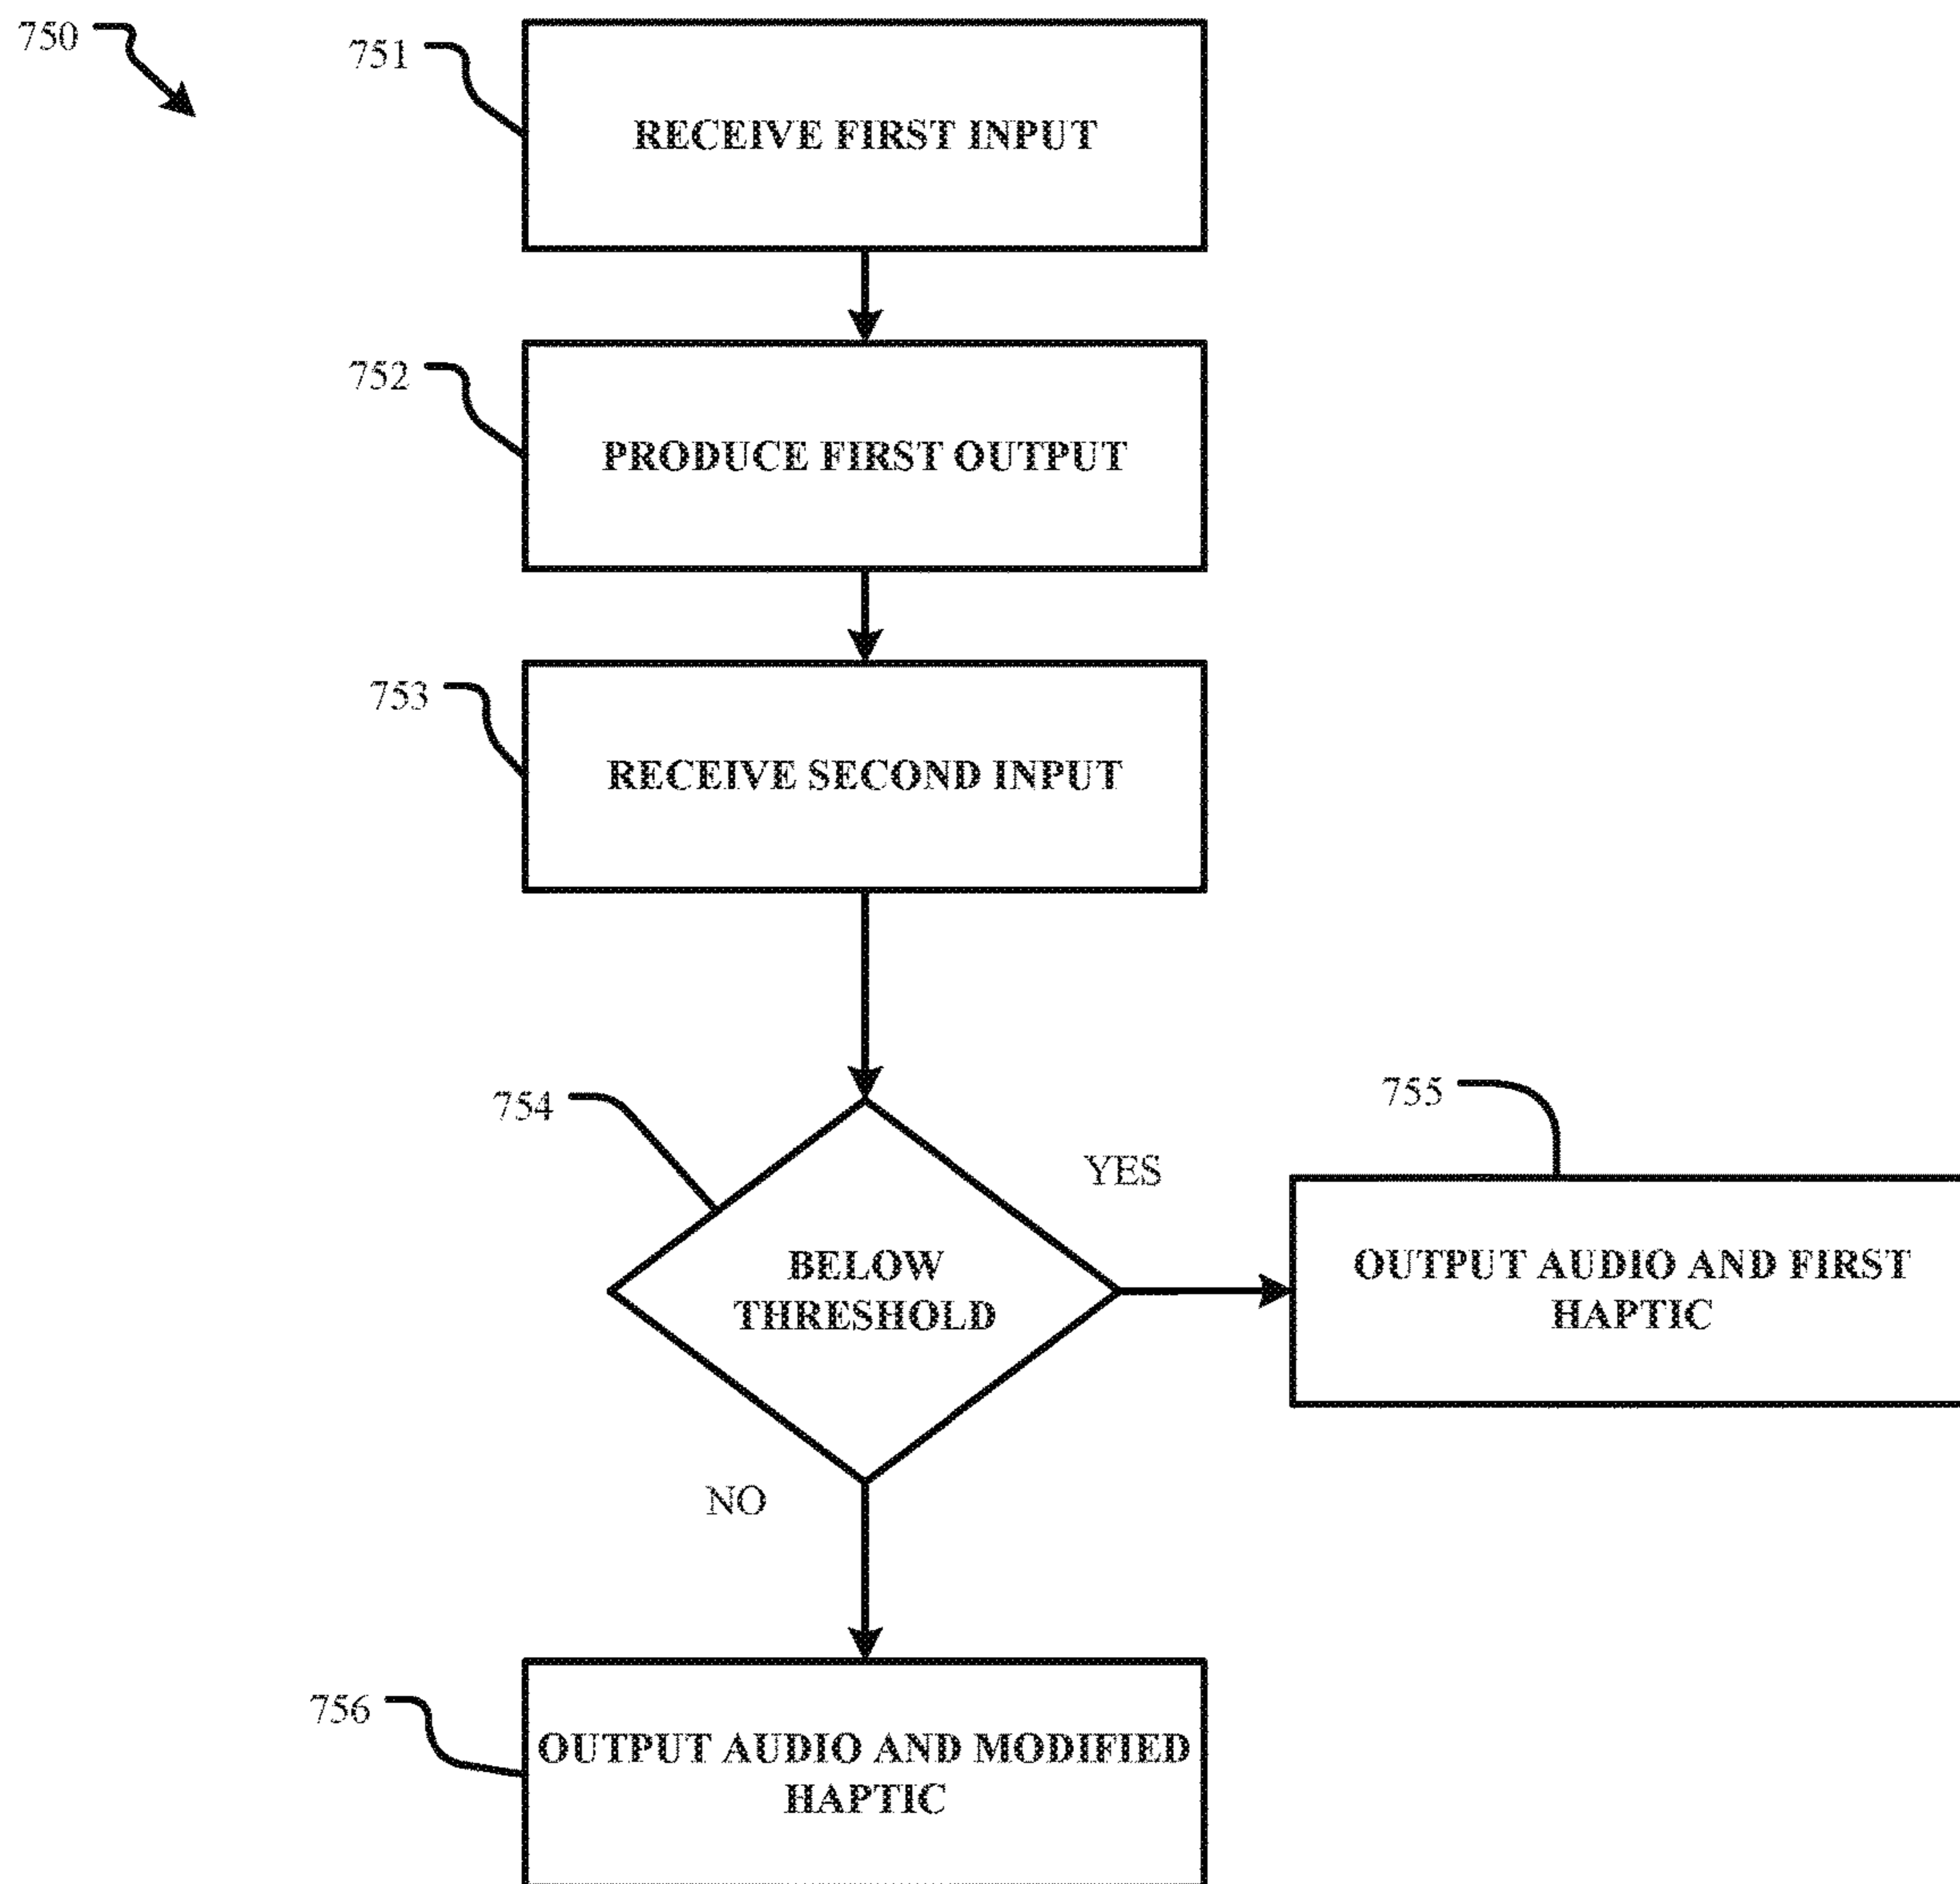 750
751
RECEIVE FIRST INPUT
752
PRODUCE FIRST OUTPUT
753
RECEIVE SECOND INPUT
754
BELOW
THRESHOLD
YES
755
OUTPUT AUDIO AND FIRST
HAPTIC
NO
756
OUTPUT AUDIO AND MODIFIED
HAPTIC